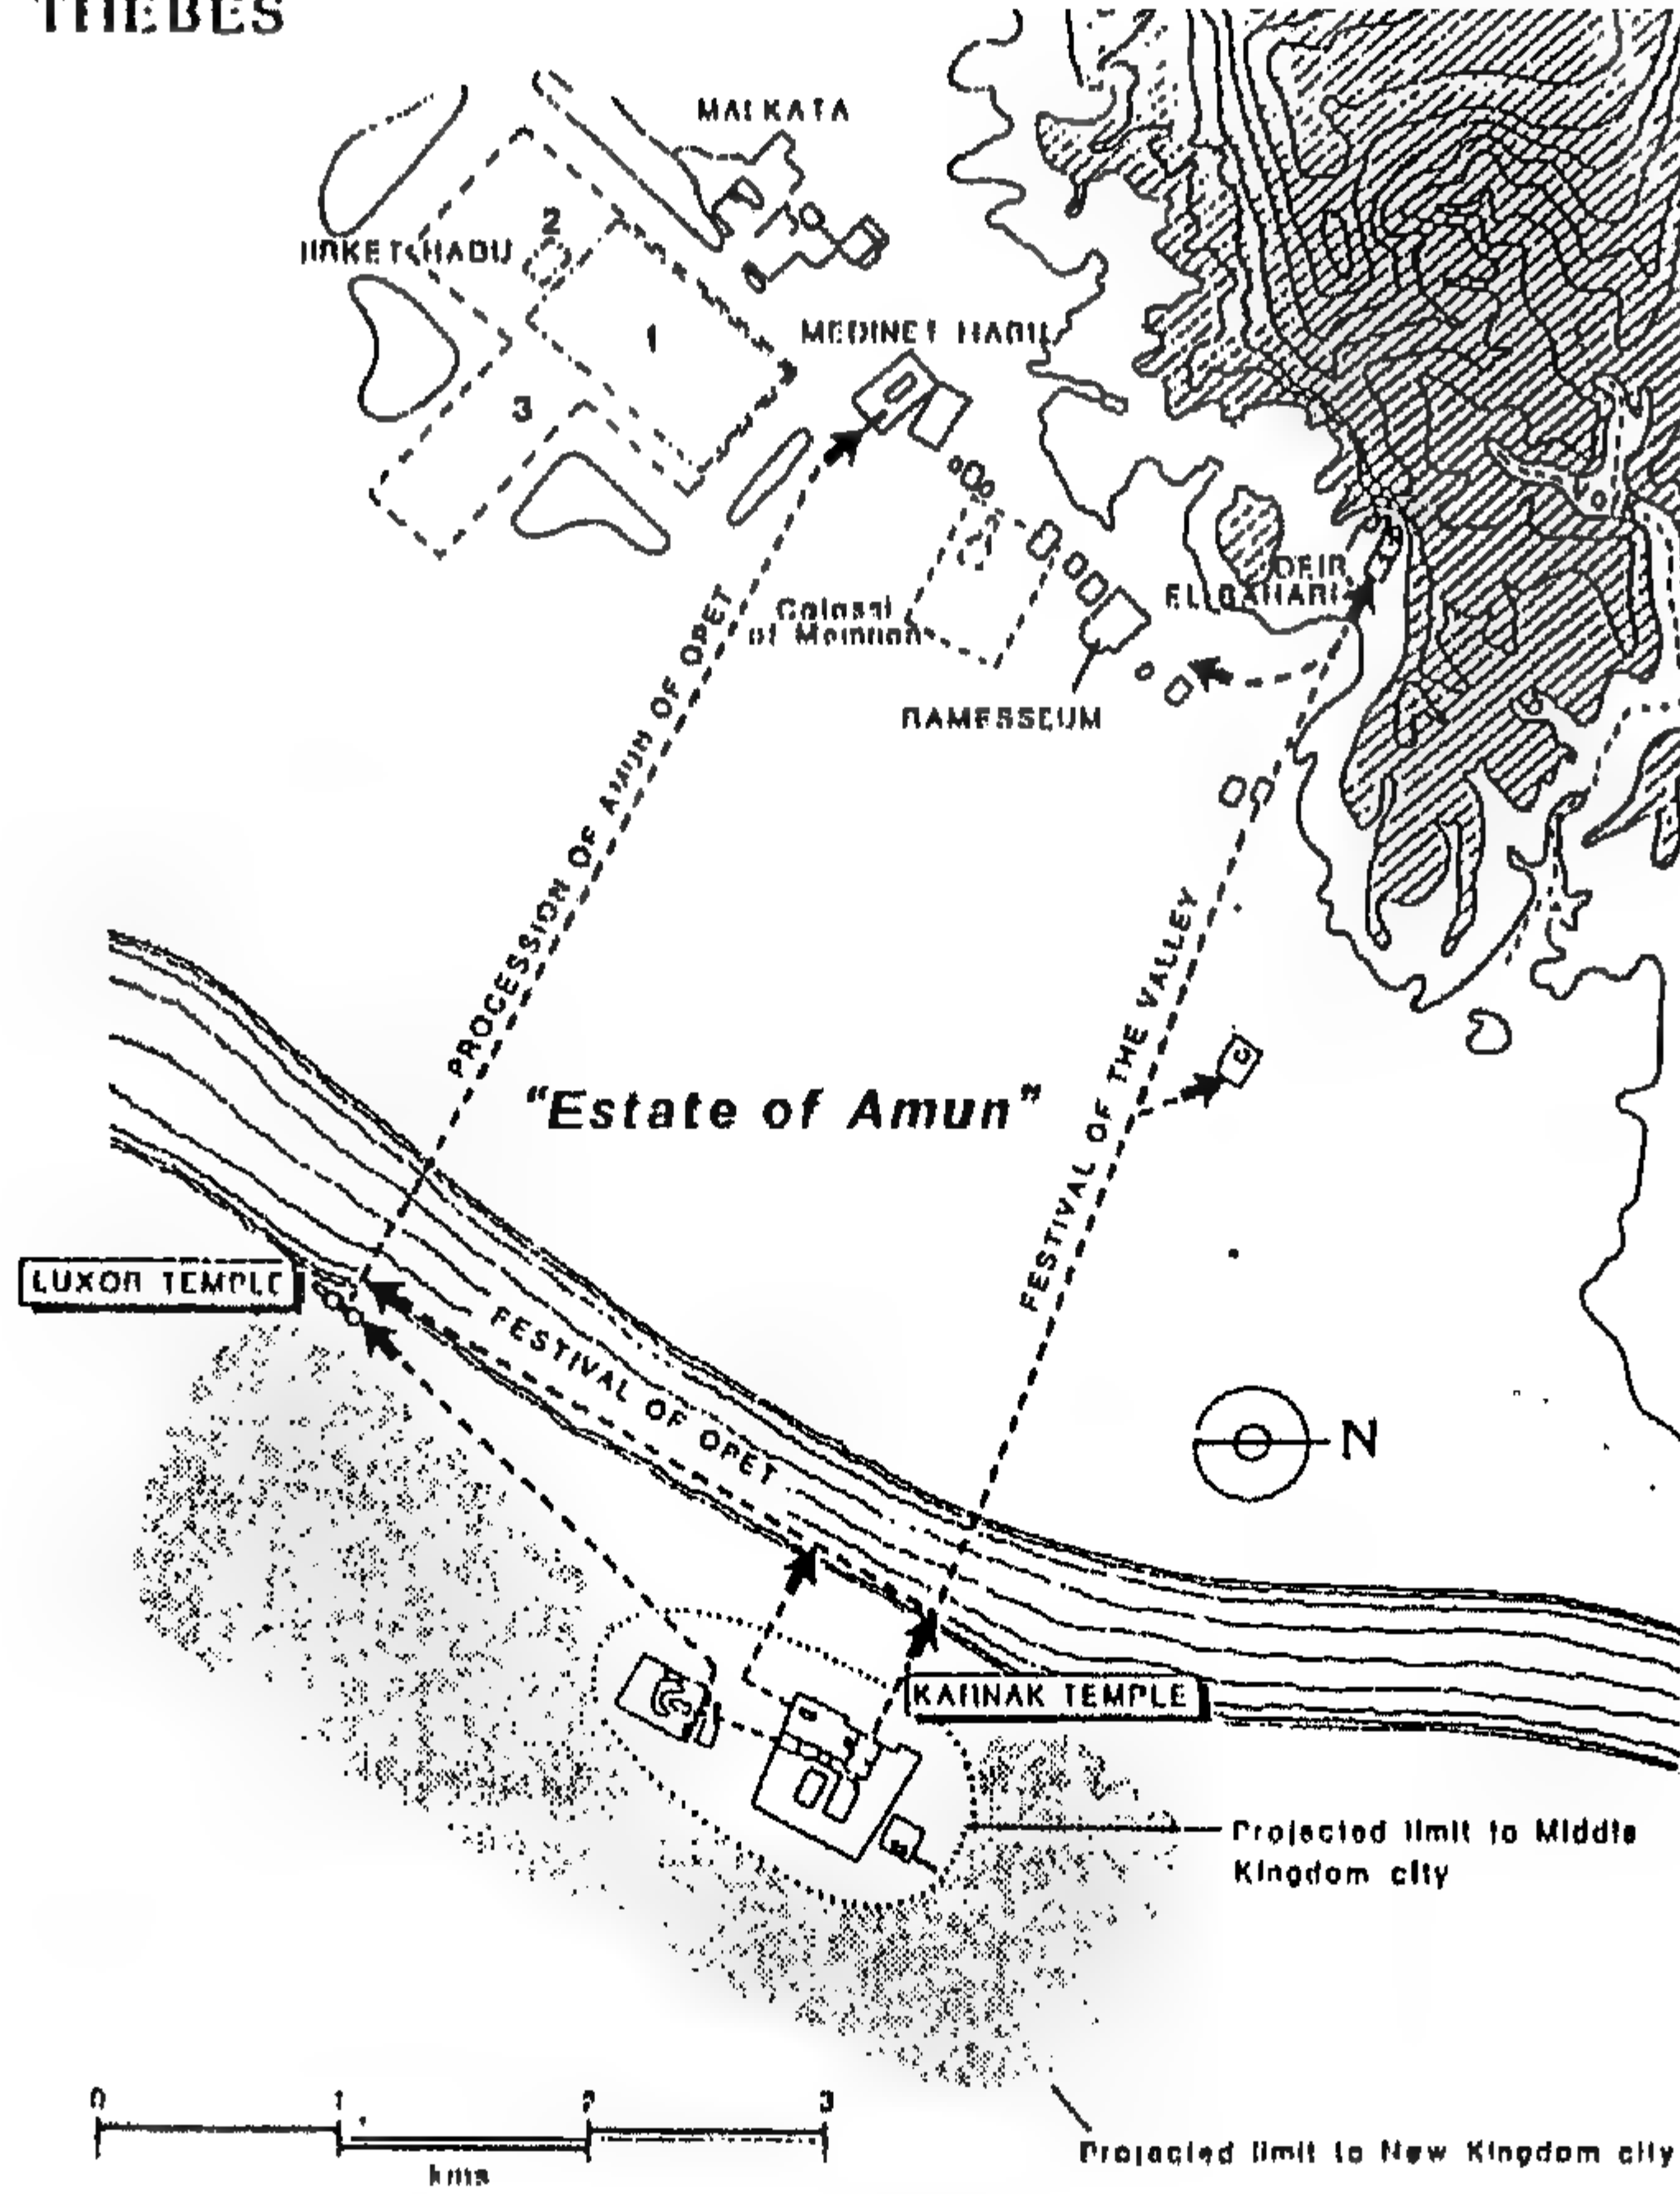 THEBES
MALKATA
2
BIRKET HABU
1
MEDINET HABU
3
DEIR
EL BAHARI
Colossi
of Memnon
RAMESSEUM
PROCESSION OF AMUN OF OPET
FESTIVAL OF THE VALLEY
"Estate of Amun"
LUXOR TEMPLE
FESTIVAL OF OPET
N
KARNAK TEMPLE
Projected limit to Middle
Kingdom city
0 1 2 3
kms
Projected limit to New Kingdom city